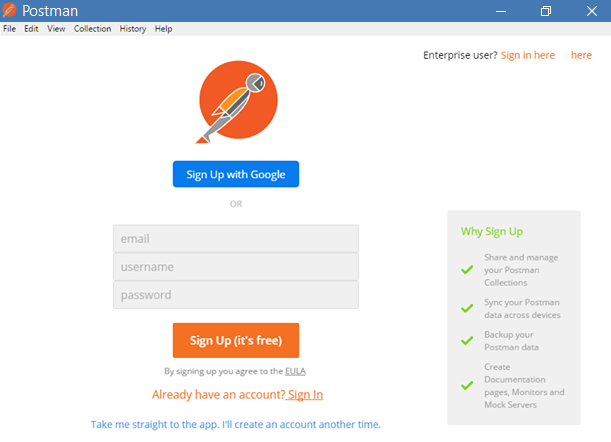 Postman
File Edit View Collection History Help
Enterprise user? Sign in here here
Sign Up with Google
OR
email
username
password
Sign Up (it's free)
By signing up you agree to the EULA
Already have an account? Sign In
Take me straight to the app. I'll create an account another time.
Why Sign Up
Share and manage
your Postman
Collections
Sync your Postman
data across devices
Backup your
Postman data
Create
Documentation
pages, Monitors and
Mock Servers